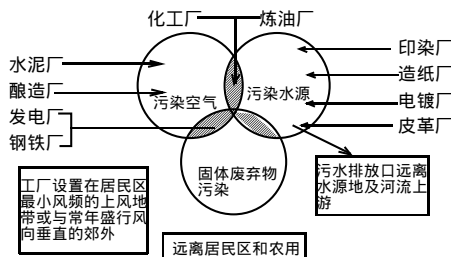 化工厂 炼油厂
水泥厂
酿造厂
发电厂
钢铁厂
印染厂
造纸厂
电镀厂
皮革厂
污染空气
污染水源
固体废弃物
污染
工厂设置在居民区
最小风频的上风地
带或与常年盛行风
向垂直的郊外
污水排放口远离
水源地及河流上
游
远离居民区和农用